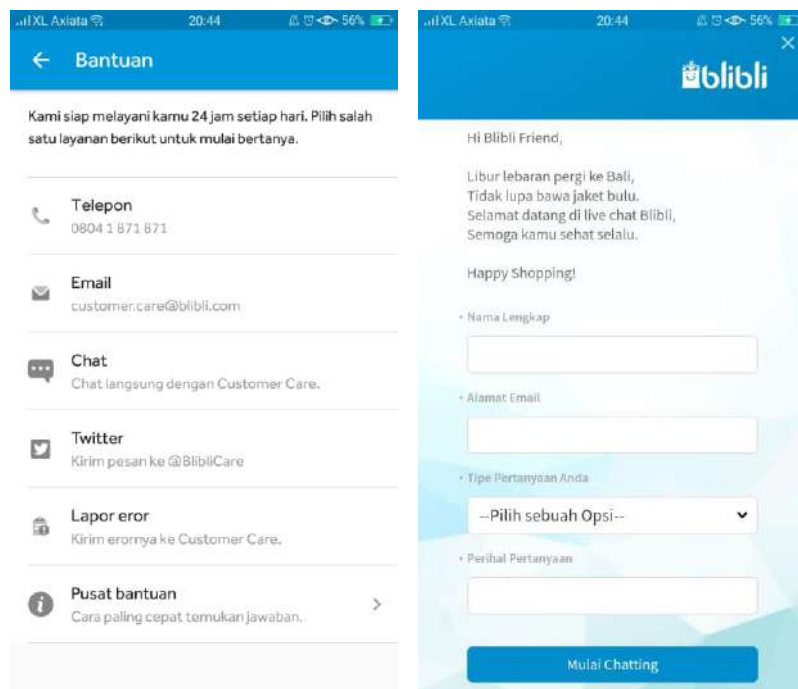 XL Axiata 20:44 56%
Bantuan
Kami siap melayani kamu 24 jam setiap hari. Pilih salah
satu layanan berikut untuk mulai bertanya.
Telepon
0804 1 871 871
Email
customer.care@blibli.com
Chat
Chat langsung dengan Customer Care.
Twitter
Kirim pesan ke @BlibliCare
Lapor eror
Kirim erornya ke Customer Care.
Pusat bantuan
Cara paling cepat temukan jawaban.
XL Axiata 20:44 56%
blibli
Hi Blibli Friend,
Libur lebaran pergi ke Bali,
Tidak lupa bawa jaket bulu.
Selamat datang di live chat Blibli,
Semoga kamu sehat selalu.
Happy Shopping!
* Nama Lengkap
* Alamat Email
* Tipe Pertanyaan Anda
--Pilih sebuah Opsi--
* Perihal Pertanyaan
Mulai Chatting